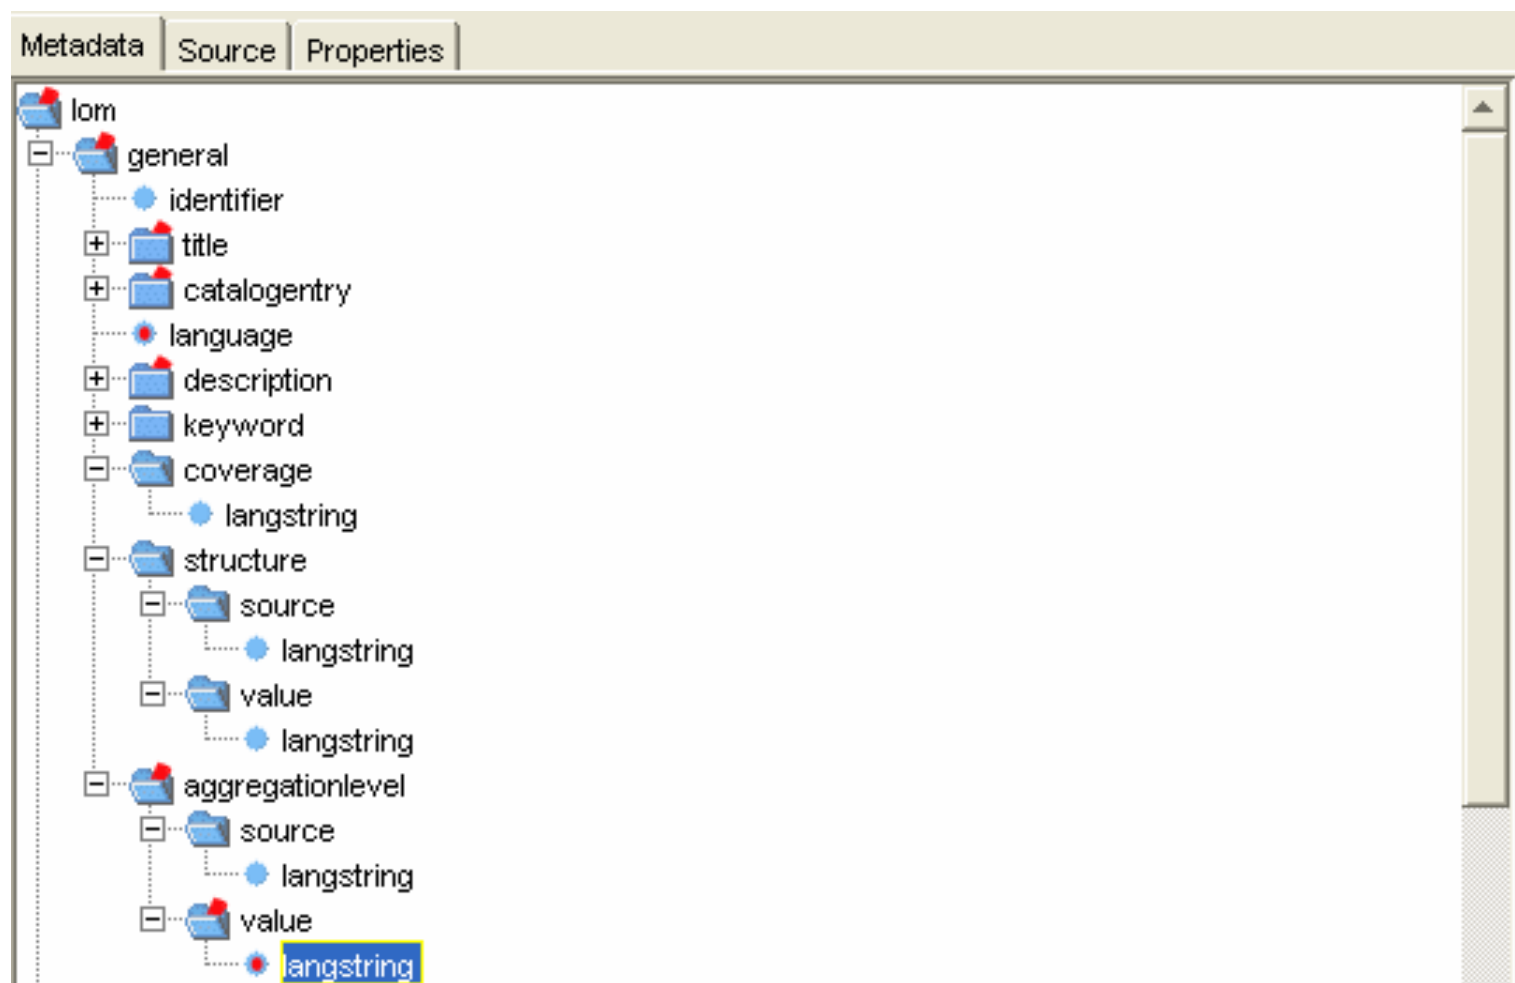 Metadata Source Properties
lom
general
identifier
title
catalogentry
language
description
keyword
coverage
langstring
structure
source
langstring
value
langstring
aggregationlevel
source
langstring
value
langstring